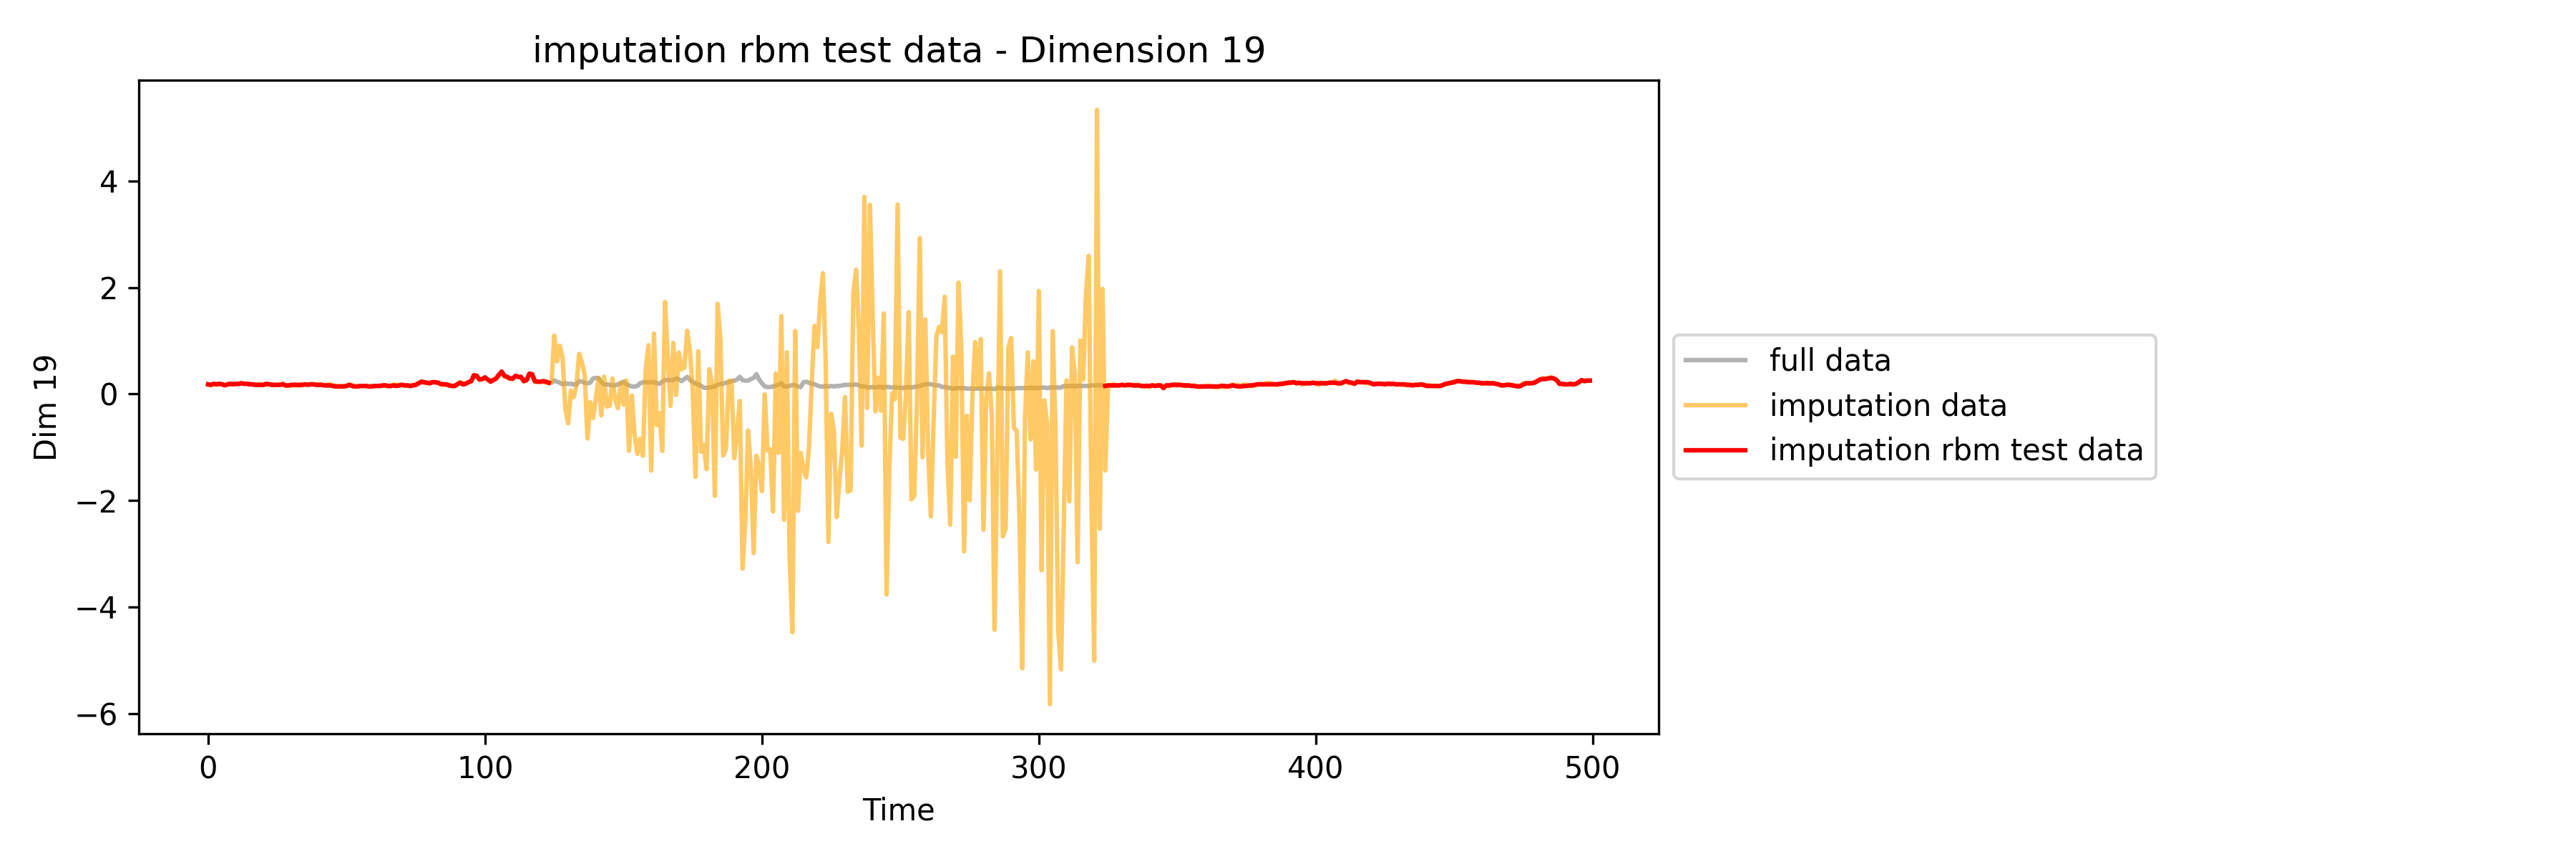 imputation rbm test data - Dimension 19
Dim 19
4
2
0
−2
−4
−6
0 100 200 300 400 500
Time
full data
imputation data
imputation rbm test data